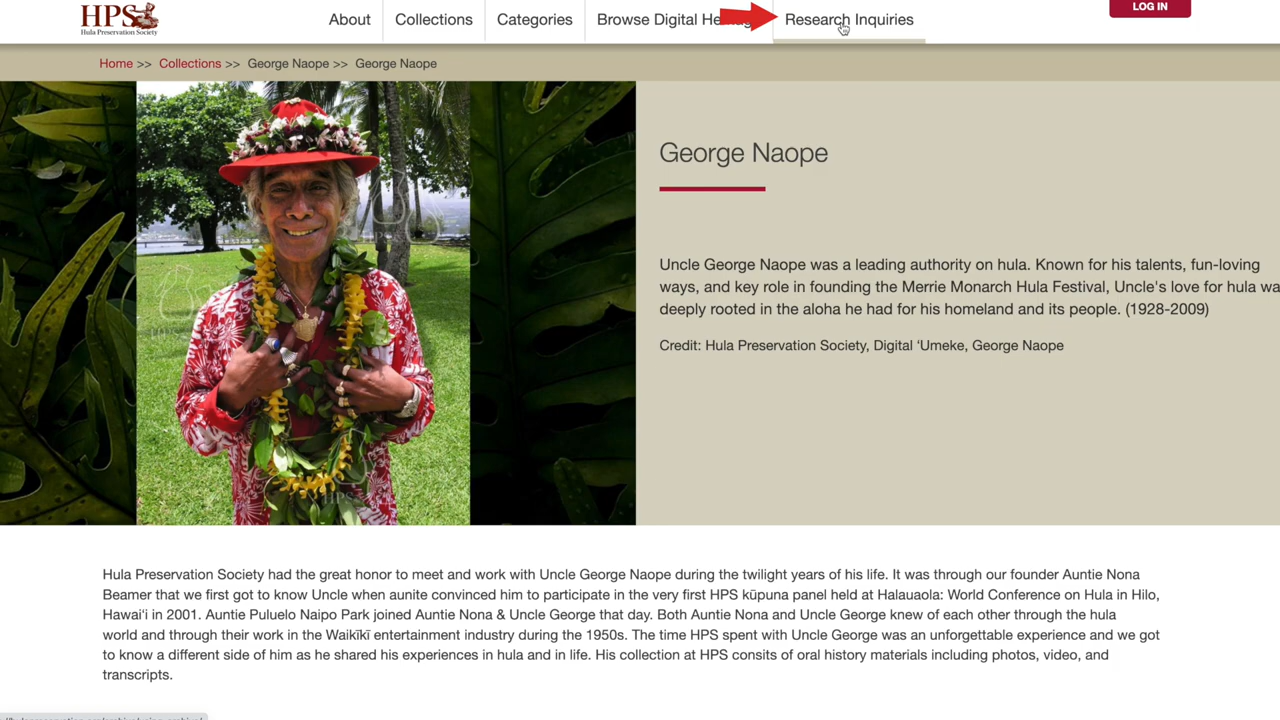 HPS
Hula Preservation Society
About
Collections
Categories
Browse Digital
Research Inquiries
LOG IN
Home >> Collections >> George Naope >> George Naope
George Naope
Uncle George Naope was a leading authority on hula. Known for his talents, fun-loving
ways, and key role in founding the Merrie Monarch Hula Festival, Uncle's love for hula wa
deeply rooted in the aloha he had for his homeland and its people. (1928-2009)
Credit: Hula Preservation Society, Digital ʻUmeke, George Naope
HPS
HPS
HPS
Hula Preservation Society had the great honor to meet and work with Uncle George Naope during the twilight years of his life. It was through our founder Auntie Nona
Beamer that we first got to know Uncle when aunite convinced him to participate in the very first HPS kūpuna panel held at Halauaola: World Conference on Hula in Hilo,
Hawaiʻi in 2001. Auntie Puluelo Naipo Park joined Auntie Nona & Uncle George that day. Both Auntie Nona and Uncle George knew of each other through the hula
world and through their work in the Waikīkī entertainment industry during the 1950s. The time HPS spent with Uncle George was an unforgettable experience and we got
to know a different side of him as he shared his experiences in hula and in life. His collection at HPS consits of oral history materials including photos, video, and
transcripts.